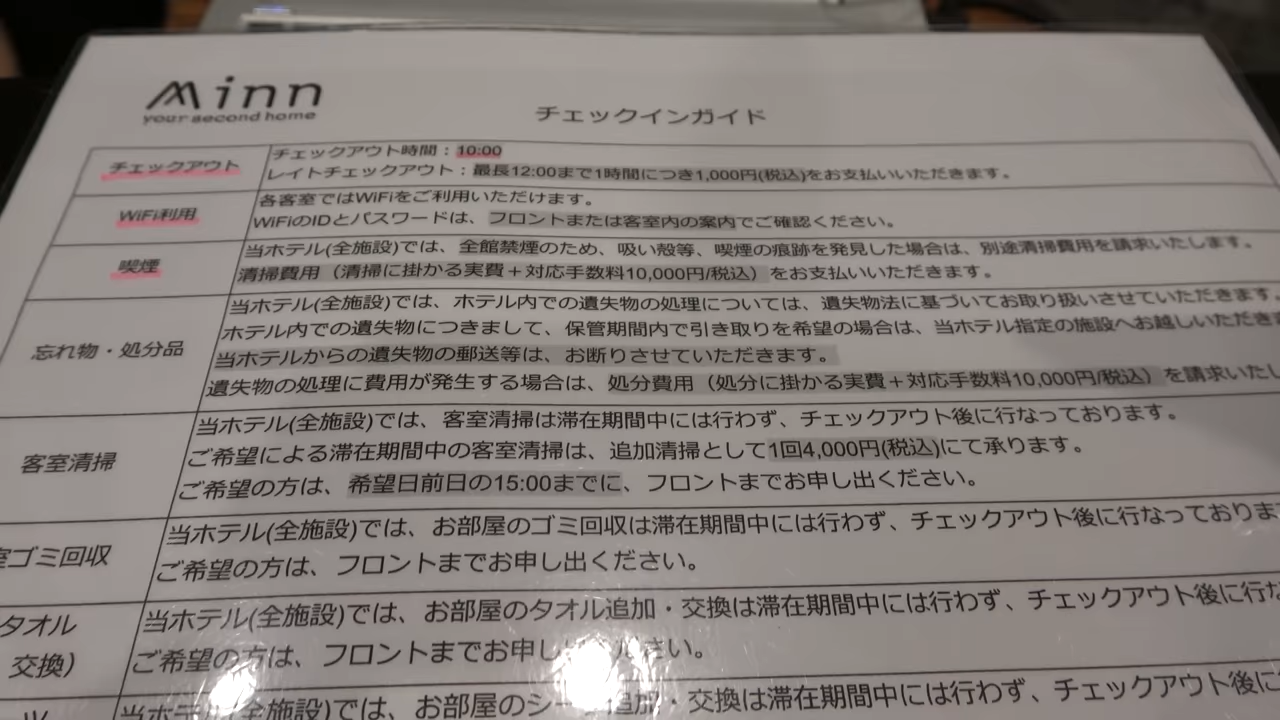 Minn
your second home
チェックインガイド
チェックアウト
チェックアウト時間：10:00
レイトチェックアウト：最長12:00まで1時間につき1,000円(税込)をお支払いいただきます。
WiFi利用
各客室ではWiFiをご利用いただけます。
WiFiのIDとパスワードは、フロントまたは客室内の案内でご確認ください。
喫煙
当ホテル(全施設)では、全館禁煙のため、吸い殻等、喫煙の痕跡を発見した場合は、別途清掃費用を請求いたします。
清掃費用（清掃に掛かる実費＋対応手数料10,000円/税込）をお支払いいただきます。
忘れ物・処分品
当ホテル(全施設)では、ホテル内での遺失物の処理については、遺失物法に基づいてお取り扱いさせていただきます。
ホテル内での遺失物につきまして、保管期間内で引き取りを希望の場合は、当ホテル指定の施設へお越しいただきま
当ホテルからの遺失物の郵送等は、お断りさせていただきます。
遺失物の処理に費用が発生する場合は、処分費用（処分に掛かる実費＋対応手数料10,000円/税込）を請求いたし
客室清掃
当ホテル(全施設)では、客室清掃は滞在期間中には行わず、チェックアウト後に行なっております。
ご希望による滞在期間中の客室清掃は、追加清掃として1回4,000円(税込)にて承ります。
ご希望の方は、希望日前日の15:00までに、フロントまでお申し出ください。
室ゴミ回収
当ホテル(全施設)では、お部屋のゴミ回収は滞在期間中には行わず、チェックアウト後に行なっておりま
ご希望の方は、フロントまでお申し出ください。
タオル
交換）
当ホテル(全施設)では、お部屋のタオル追加・交換は滞在期間中には行わず、チェックアウト後に行な
ご希望の方は、フロントまでお申し出ください。
当ホテル(全施設)では、お部屋のシーツ追加・交換は滞在期間中には行わず、チェックアウト後に